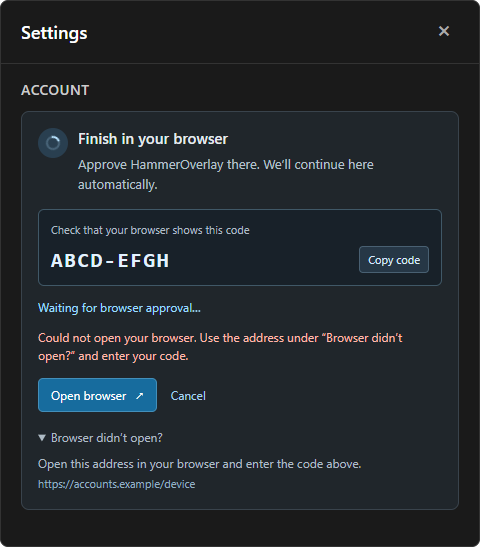 Settings
✕
ACCOUNT
Finish in your browser
Approve HammerOverlay there. We’ll continue here
automatically.
Check that your browser shows this code
ABCD-EFGH
Copy code
Waiting for browser approval...
Could not open your browser. Use the address under “Browser didn’t
open?” and enter your code.
Open browser ↗
Cancel
▼ Browser didn’t open?
Open this address in your browser and enter the code above.
https://accounts.example/device